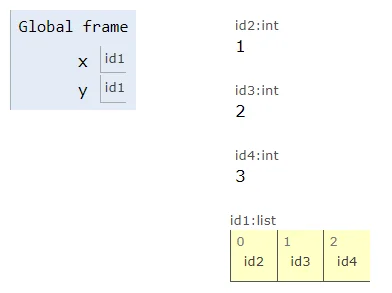 Global frame
x id1
y id1
id2:int
1
id3:int
2
id4:int
3
id1:list
0 1 2
id2 id3 id4